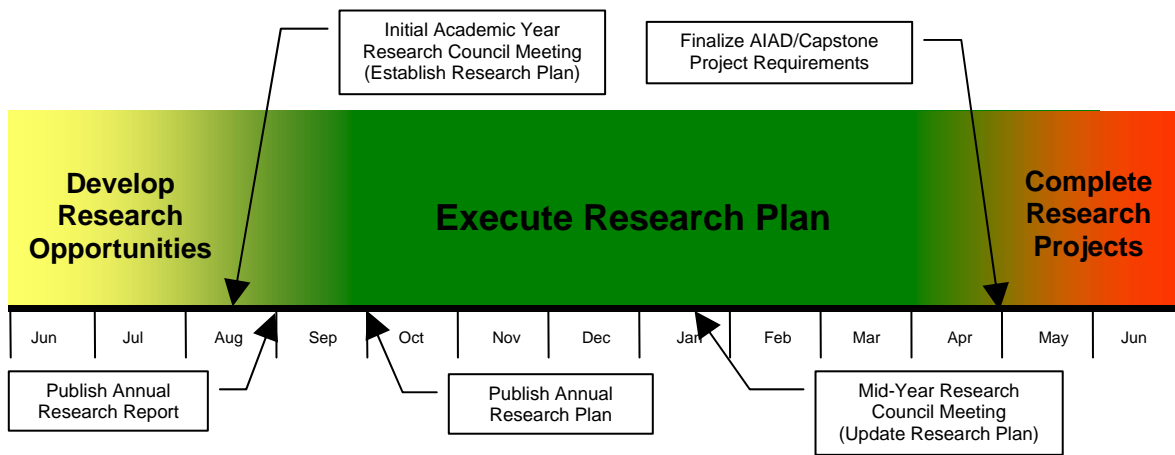 Initial Academic Year
Research Council Meeting
(Establish Research Plan)
Finalize AIAD/Capstone
Project Requirements
Develop
Research
Opportunities
Execute Research Plan
Complete
Research
Projects
Jun Jul Aug Sep Oct Nov Dec Jan Feb Mar Apr May Jun
Publish Annual
Research Report
Publish Annual
Research Plan
Mid-Year Research
Council Meeting
(Update Research Plan)